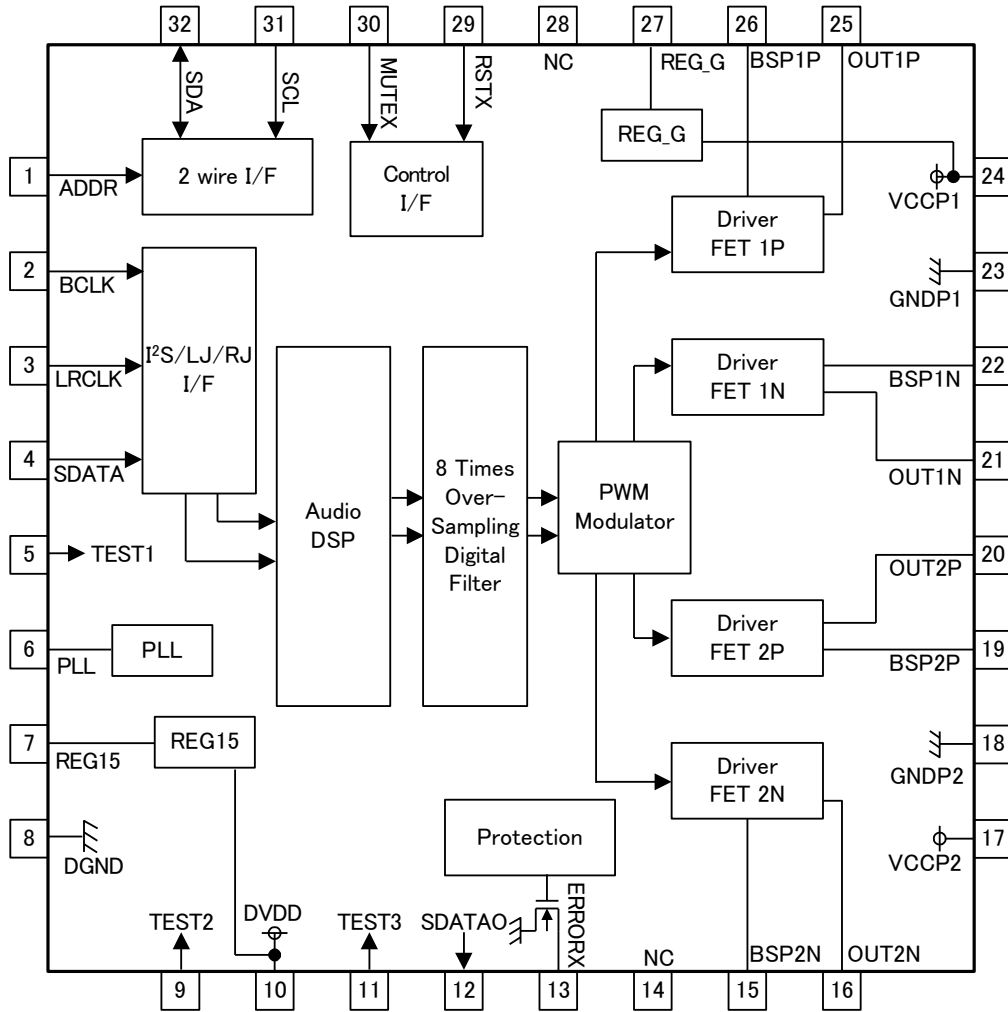 32
31
30
29
28
27
26
25
SDA
SCL
MUTEX
RSTX
NC
REG_G
BSP1P
OUT1P
REG_G
1
ADDR
2 wire I/F
Control
I/F
24
VCCP1
Driver
FET 1P
2
BCLK
23
GNDP1
I²S/LJ/RJ
I/F
3
LRCLK
Driver
FET 1N
22
BSP1N
4
SDATA
21
OUT1N
8 Times
Over-
Sampling
Digital
Filter
Audio
DSP
PWM
Modulator
5
TEST1
20
OUT2P
6
PLL
PLL
Driver
FET 2P
19
BSP2P
7
REG15
REG15
18
GNDP2
Driver
FET 2N
8
DGND
Protection
17
VCCP2
TEST2
DVDD
TEST3
SDATAO
ERRORX
NC
BSP2N
OUT2N
9
10
11
12
13
14
15
16